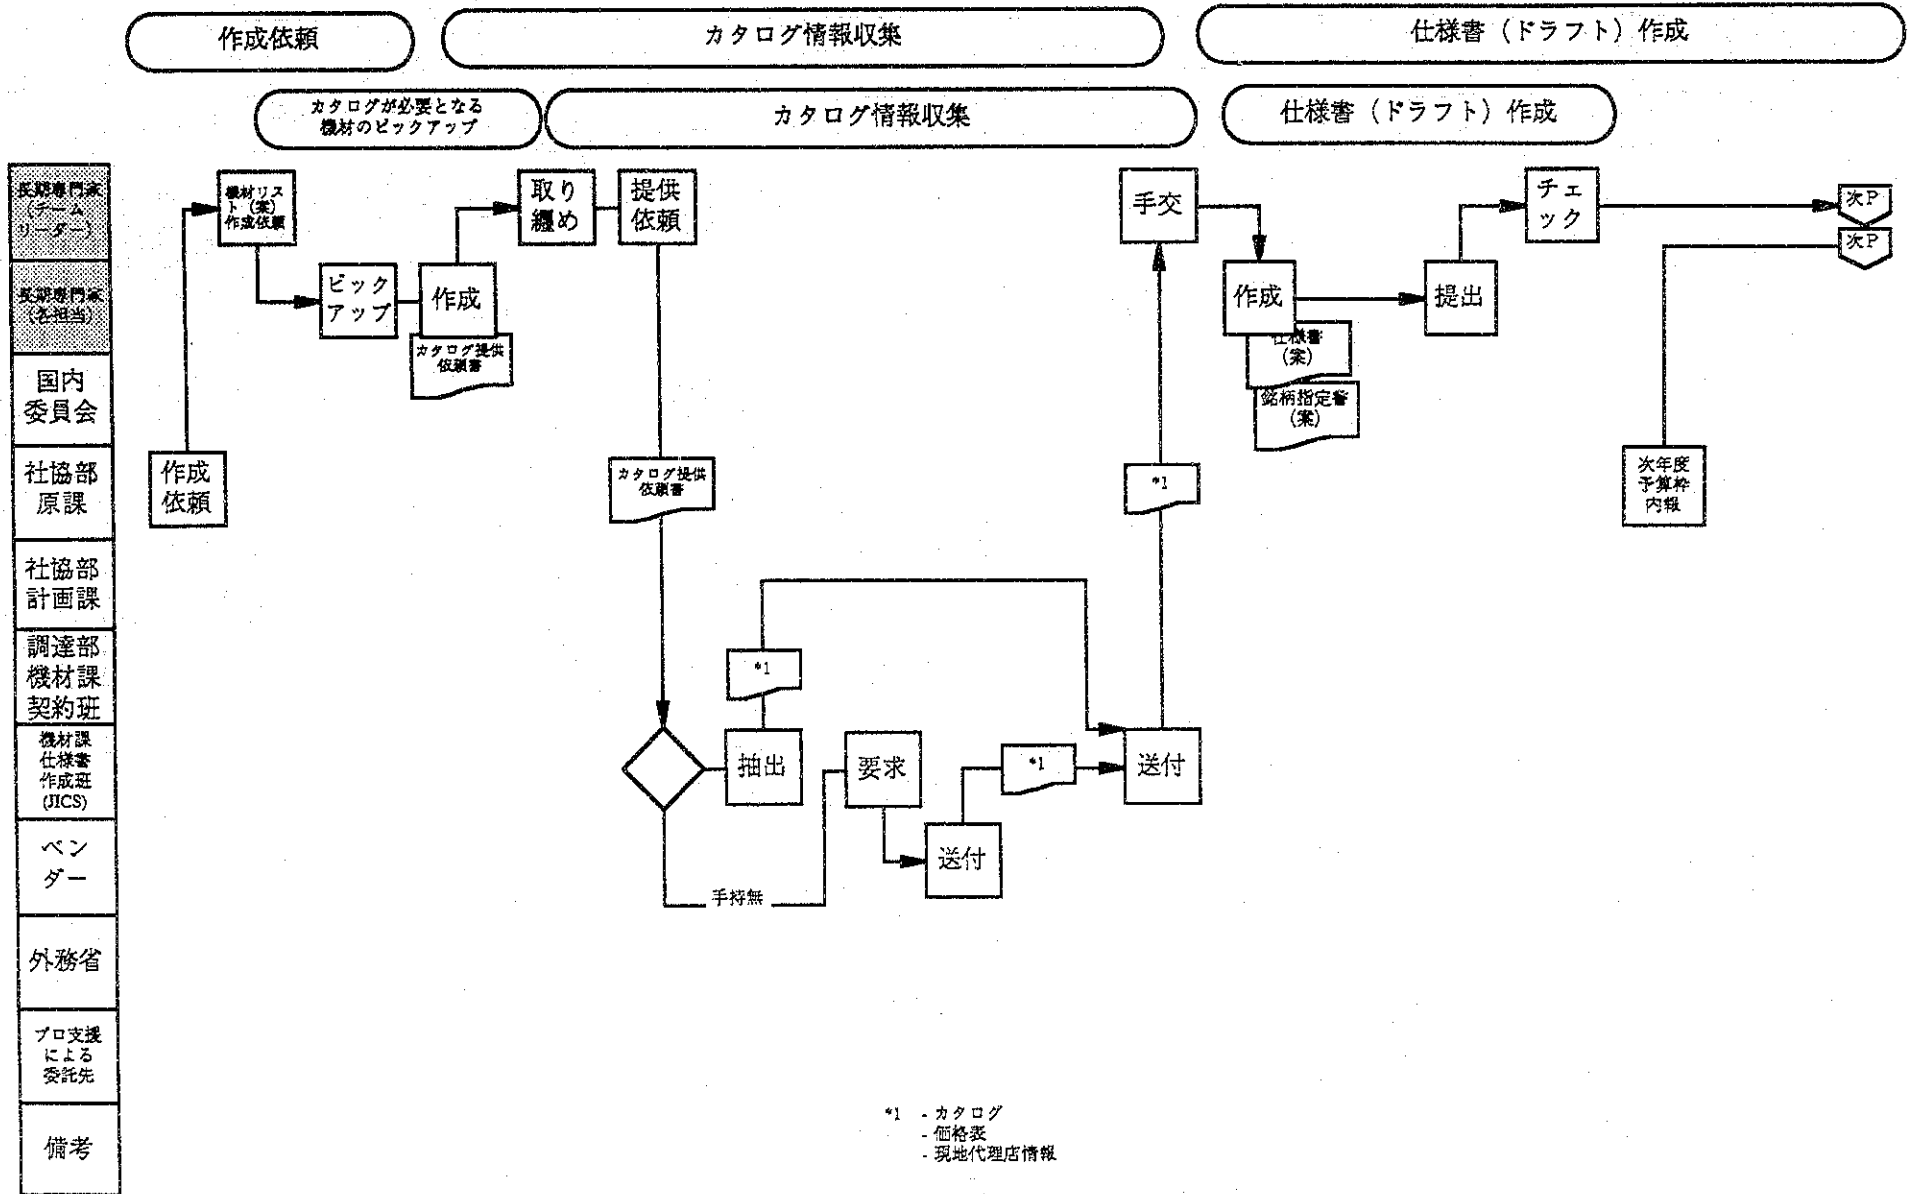 作成依頼
カタログ情報収集
仕様書（ドラフト）作成
カタログが必要となる
機材のピックアップ
カタログ情報収集
仕様書（ドラフト）作成
長期専門家
（チーム
リーダー）
機材リス
ト（案）
作成依頼
取り
纏め
提供
依頼
手交
チェ
ック
次P
次P
長期専門家
（各担当）
ピック
アップ
作成
カタログ提供
依頼書
作成
仕様書
（案）
銘柄指定書
（案）
提出
国内
委員会
社協部
原課
作成
依頼
カタログ提供
依頼書
*1
次年度
予算枠
内報
社協部
計画課
調達部
機材課
契約班
*1
機材課
仕様書
作成班
(JICS)
抽出
要求
*1
送付
ベン
ダー
送付
手持無
外務省
プロ支援
による
委託先
備考
*1 - カタログ
- 価格表
- 現地代理店情報